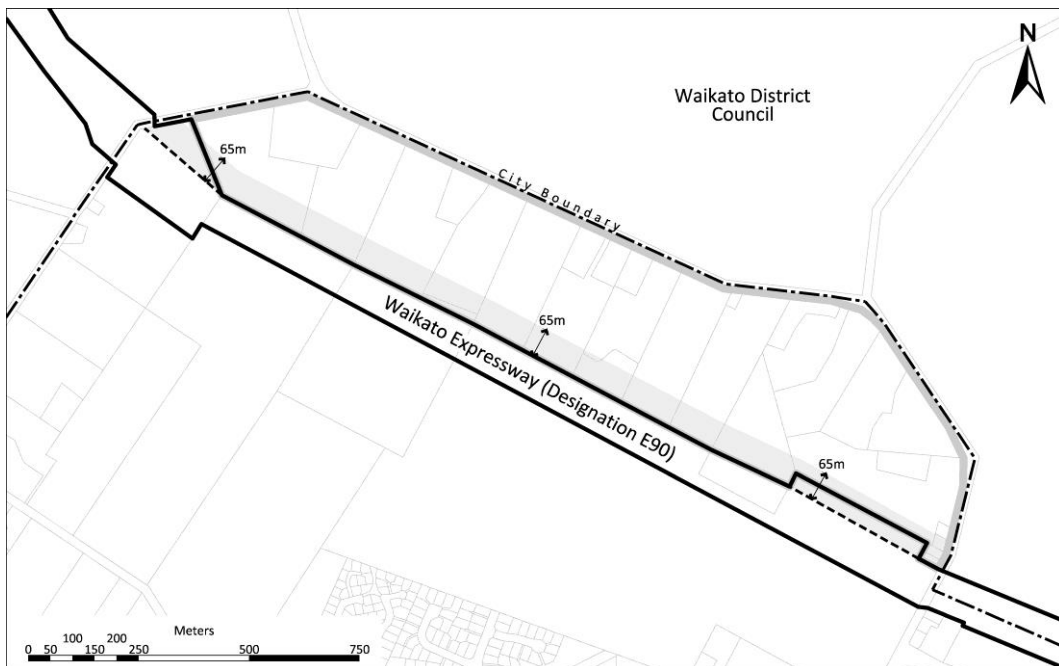 N
Waikato District
Council
65m
City Boundary
65m
Waikato Expressway (Designation E90)
65m
Meters
0 50 100 150 200 250 500 750